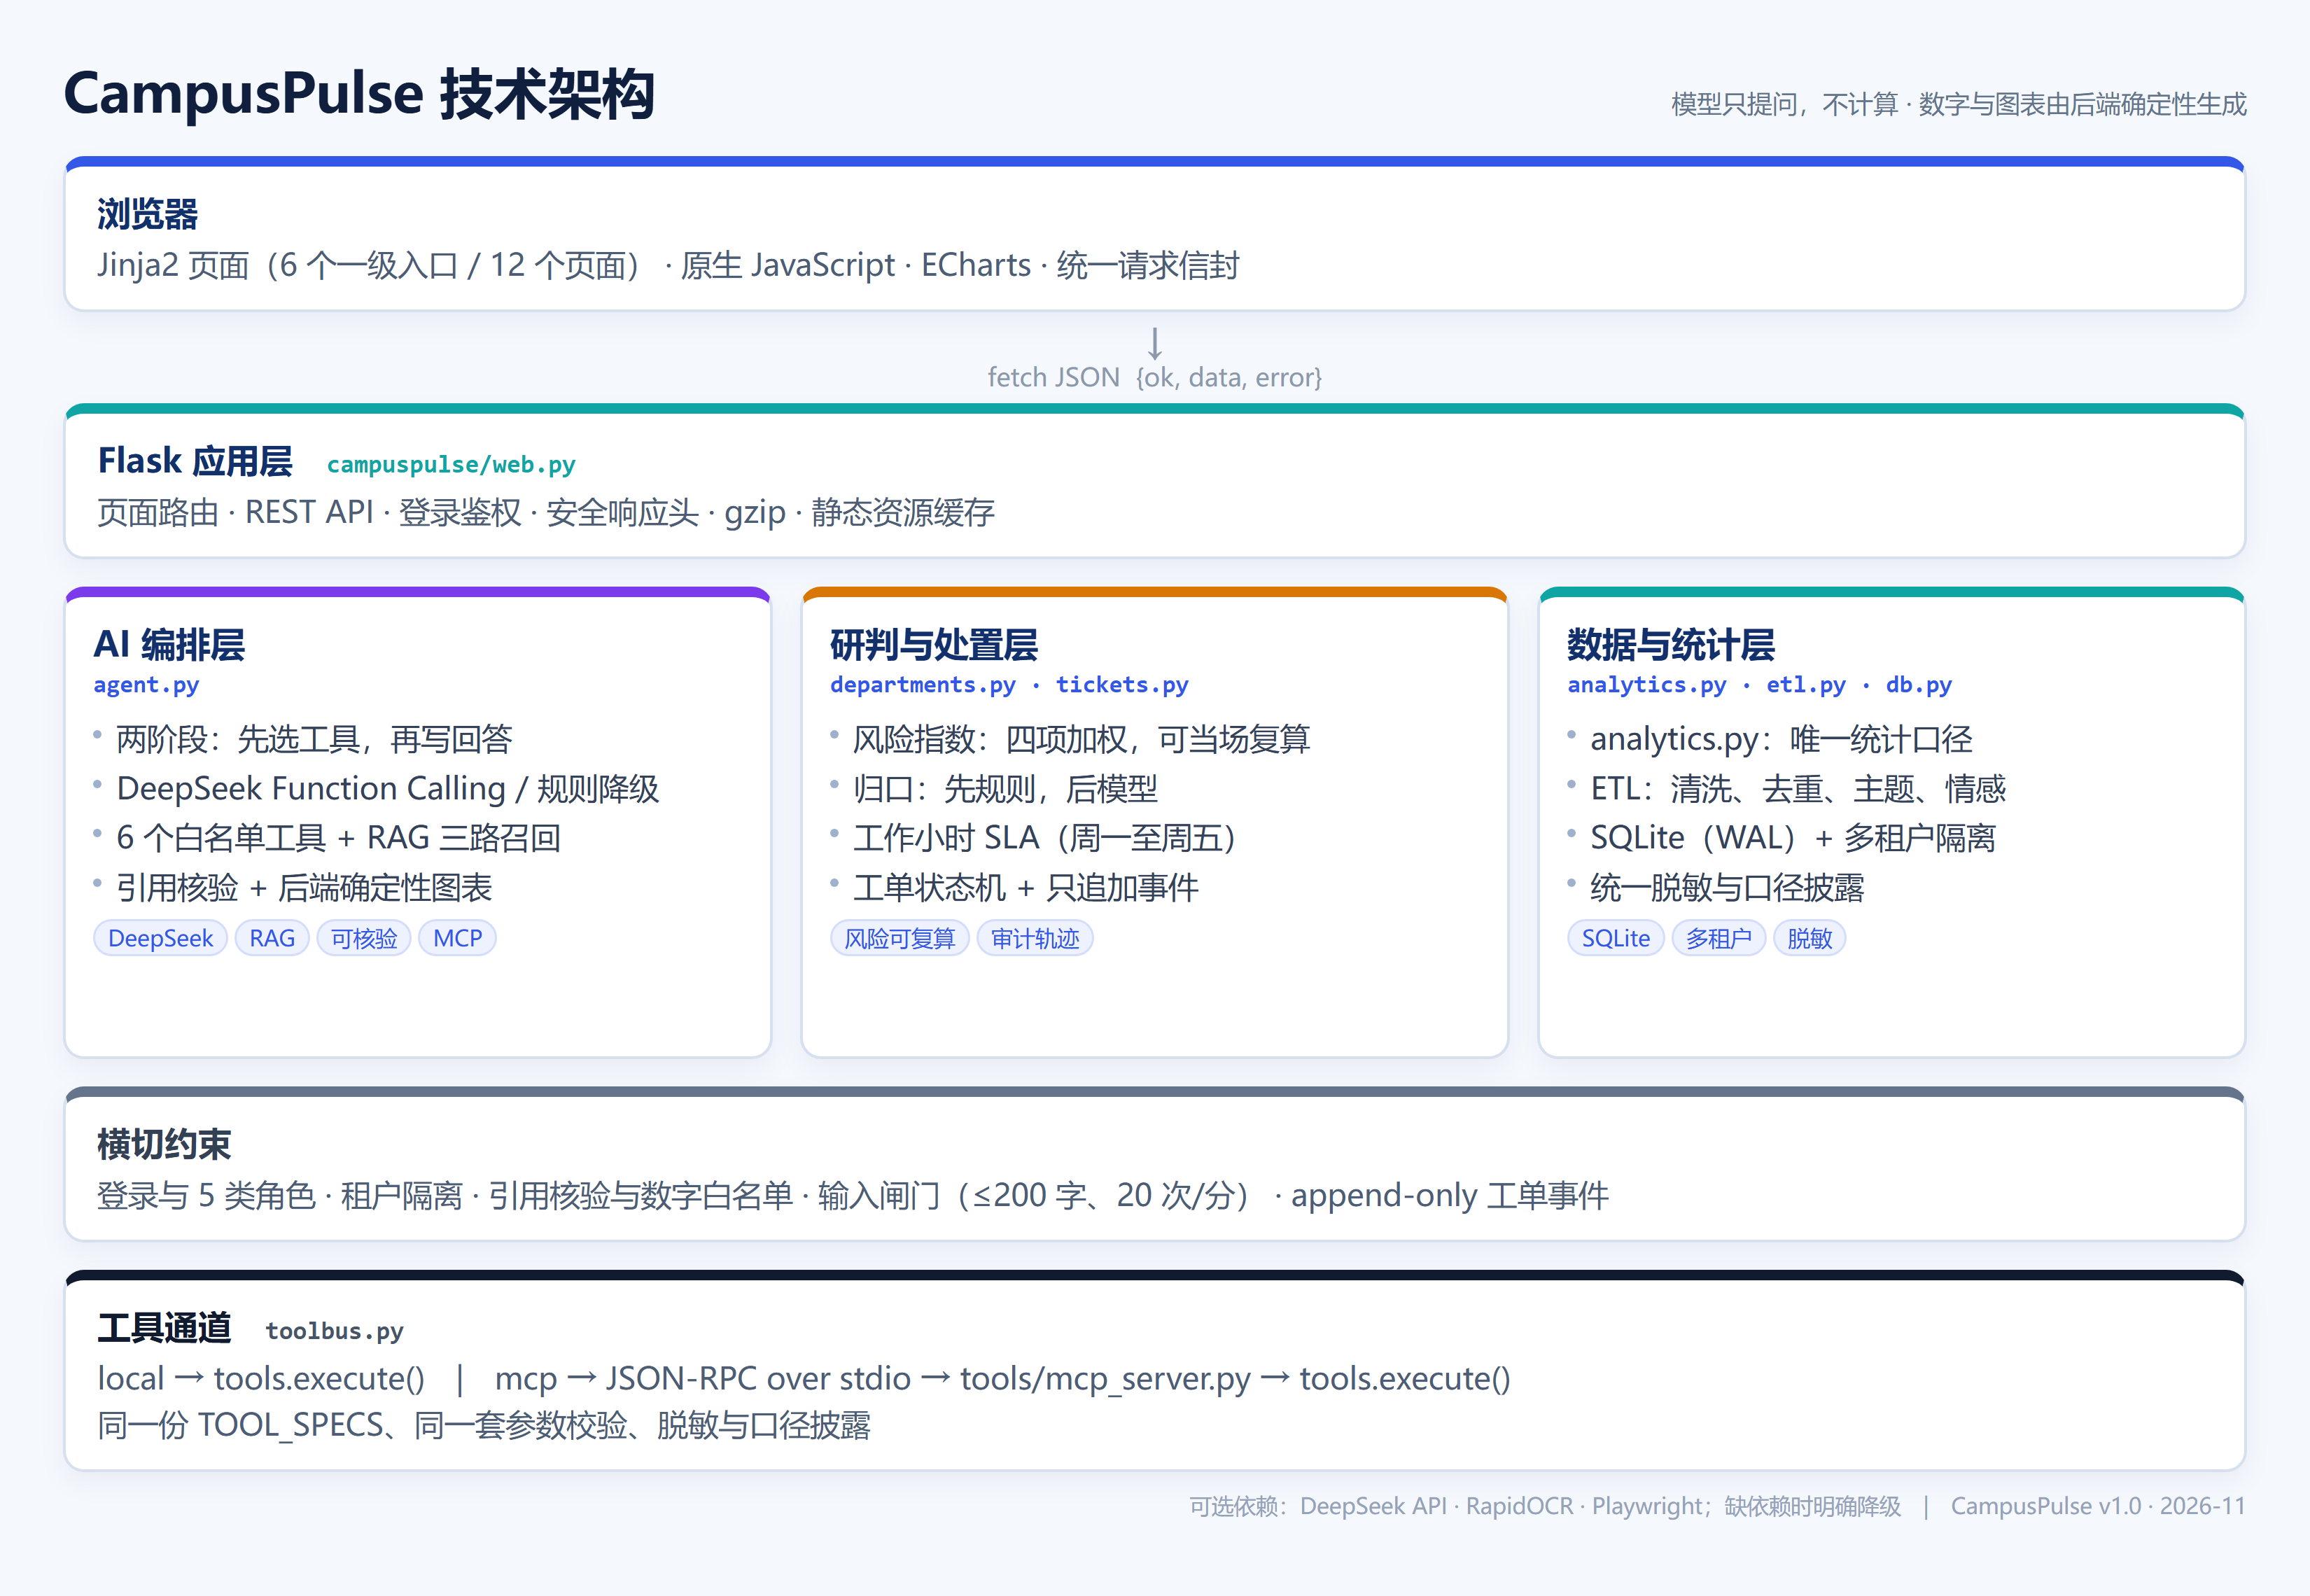 CampusPulse 技术架构
模型只提问，不计算 · 数字与图表由后端确定性生成
浏览器
Jinja2 页面（6 个一级入口 / 12 个页面） · 原生 JavaScript · ECharts · 统一请求信封
↓
fetch JSON {ok, data, error}
Flask 应用层 campuspulse/web.py
页面路由 · REST API · 登录鉴权 · 安全响应头 · gzip · 静态资源缓存
AI 编排层
agent.py
• 两阶段：先选工具，再写回答
• DeepSeek Function Calling / 规则降级
• 6 个白名单工具 + RAG 三路召回
• 引用核验 + 后端确定性图表
DeepSeek RAG 可核验 MCP
研判与处置层
departments.py · tickets.py
• 风险指数：四项加权，可当场复算
• 归口：先规则，后模型
• 工作小时 SLA（周一至周五）
• 工单状态机 + 只追加事件
风险可复算 审计轨迹
数据与统计层
analytics.py · etl.py · db.py
• analytics.py：唯一统计口径
• ETL：清洗、去重、主题、情感
• SQLite（WAL）+ 多租户隔离
• 统一脱敏与口径披露
SQLite 多租户 脱敏
横切约束
登录与 5 类角色 · 租户隔离 · 引用核验与数字白名单 · 输入闸门（≤200 字、20 次/分） · append-only 工单事件
工具通道 toolbus.py
local → tools.execute() | mcp → JSON-RPC over stdio → tools/mcp_server.py → tools.execute()
同一份 TOOL_SPECS、同一套参数校验、脱敏与口径披露
可选依赖：DeepSeek API · RapidOCR · Playwright；缺依赖时明确降级 | CampusPulse v1.0 · 2026-11